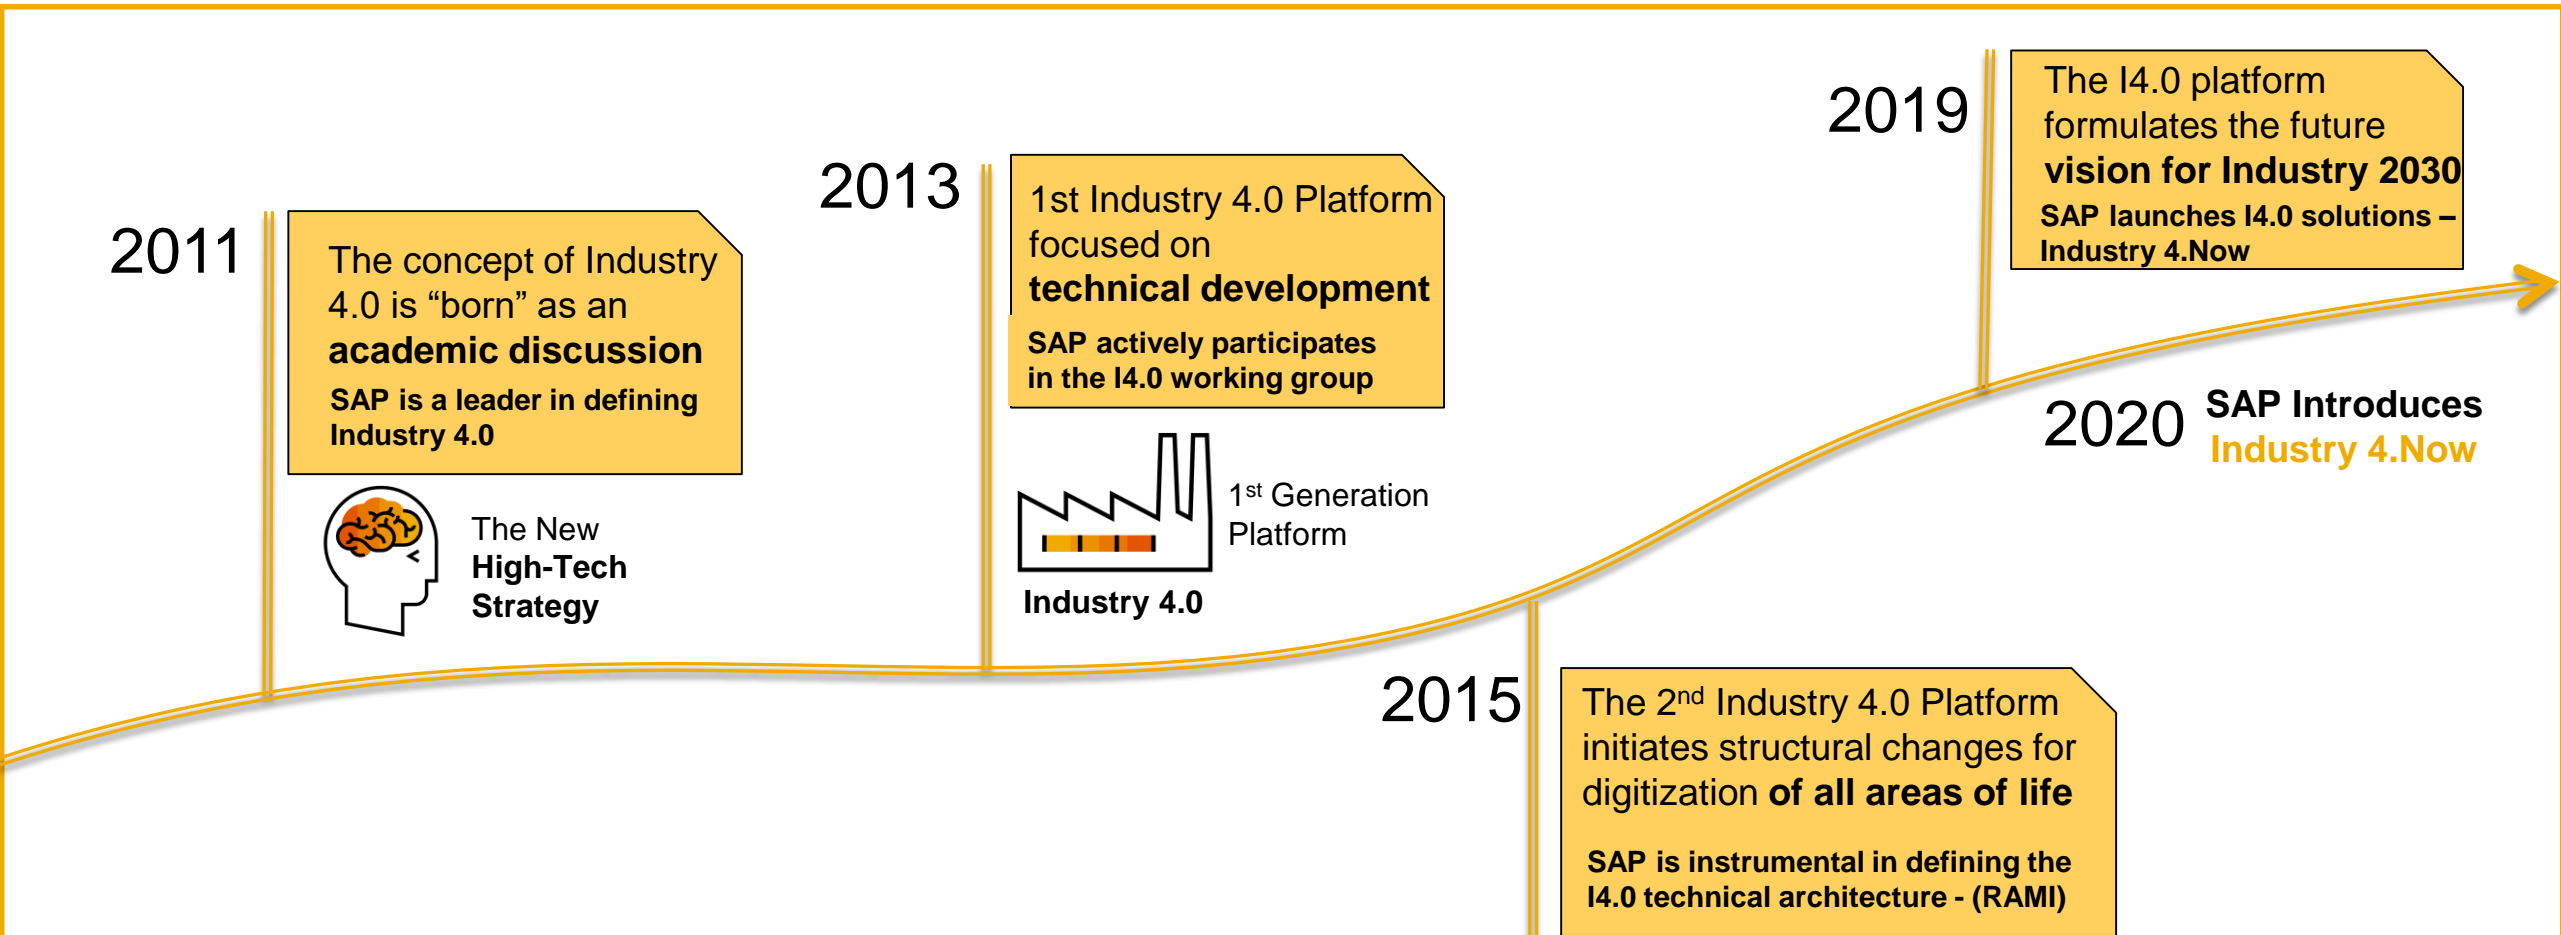 2011
The concept of Industry
4.0 is “born” as an
academic discussion
SAP is a leader in defining
Industry 4.0
The New
High-Tech
Strategy
2013
1st Industry 4.0 Platform
focused on
technical development
SAP actively participates
in the I4.0 working group
1st Generation
Platform
Industry 4.0
2015
The 2nd Industry 4.0 Platform
initiates structural changes for
digitization of all areas of life
SAP is instrumental in defining the
I4.0 technical architecture - (RAMI)
2019
The I4.0 platform
formulates the future
vision for Industry 2030
SAP launches I4.0 solutions –
Industry 4.Now
2020
SAP Introduces
Industry 4.Now